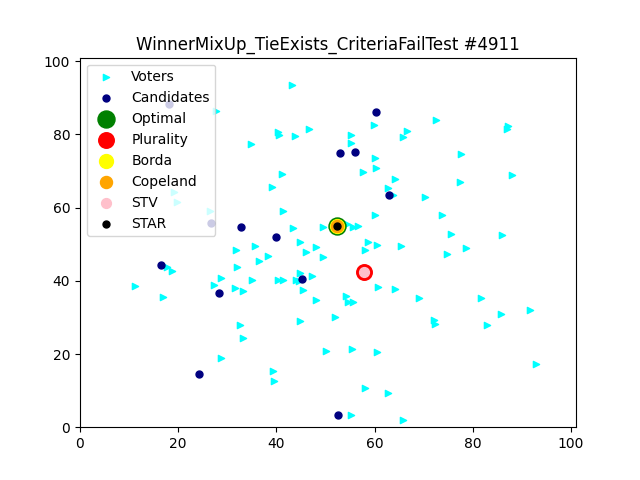 WinnerMixUp_TieExists_CriteriaFailTest #4911
100
80
60
40
20
0
0 20 40 60 80 100
Voters
Candidates
Optimal
Plurality
Borda
Copeland
STV
STAR